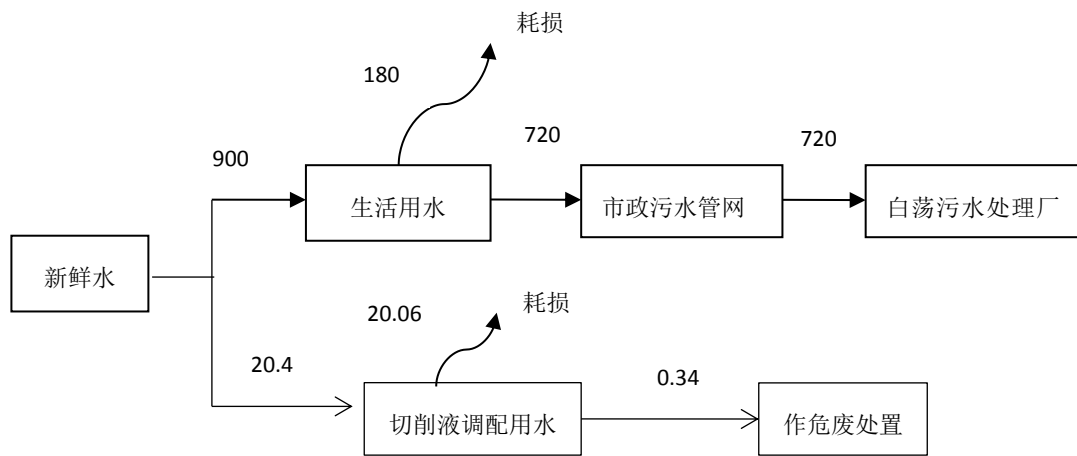 耗损
180
720
720
900
生活用水
市政污水管网
白荡污水处理厂
新鲜水
耗损
20.06
20.4
0.34
切削液调配用水
作危废处置